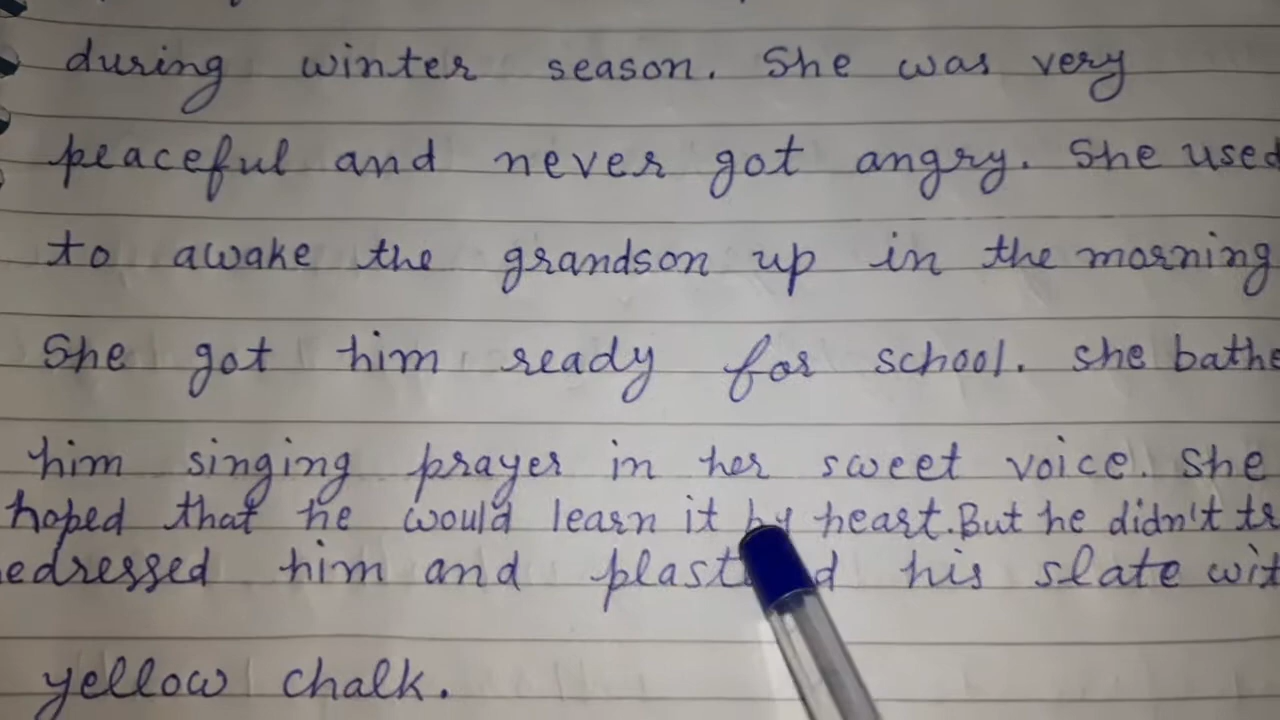 during winter season. She was very
peaceful and never got angry. She used
to awake the grandson up in the morning
She got him ready for school. she bathe
him singing prayer in her sweet voice. She
hoped that he would learn it by heart. But he didn't
edressed him and his slate
yellow chalk.